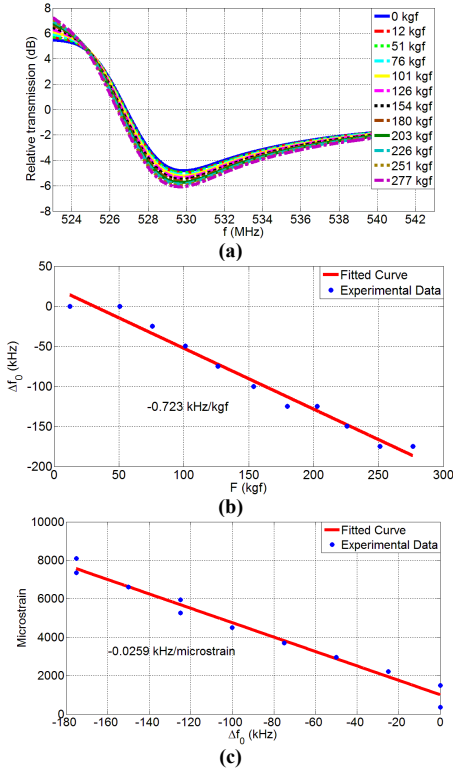 8
6
4
2
0
-2
-4
-6
-8
Relative transmission (dB)
524 526 528 530 532 534 536 538 540 542
f (MHz)
0 kgf
12 kgf
51 kgf
76 kgf
101 kgf
126 kgf
154 kgf
180 kgf
203 kgf
226 kgf
251 kgf
277 kgf
(a)
50
0
-50
-100
-150
-200
Δf0 (kHz)
Fitted Curve
Experimental Data
-0.723 kHz/kgf
0 50 100 150 200 250 300
F (kgf)
(b)
10000
8000
6000
4000
2000
0
Microstrain
Fitted Curve
Experimental Data
-0.0259 kHz/microstrain
-180 -160 -140 -120 -100 -80 -60 -40 -20 0
Δf0 (kHz)
(c)